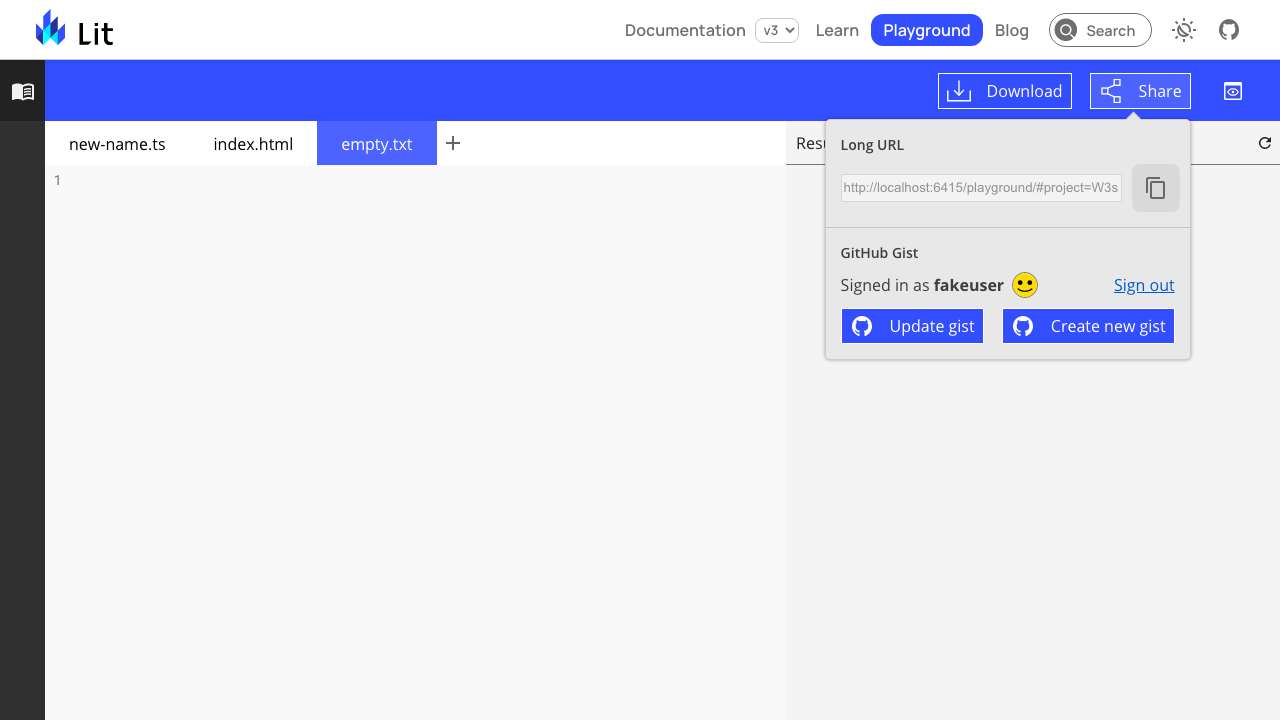 Lit
Documentation v3 Learn Playground Blog Search
Download Share
new-name.ts index.html empty.txt
1
Long URL
http://localhost:6415/playground/#project=W3s
GitHub Gist
Signed in as fakeuser Sign out
Update gist Create new gist